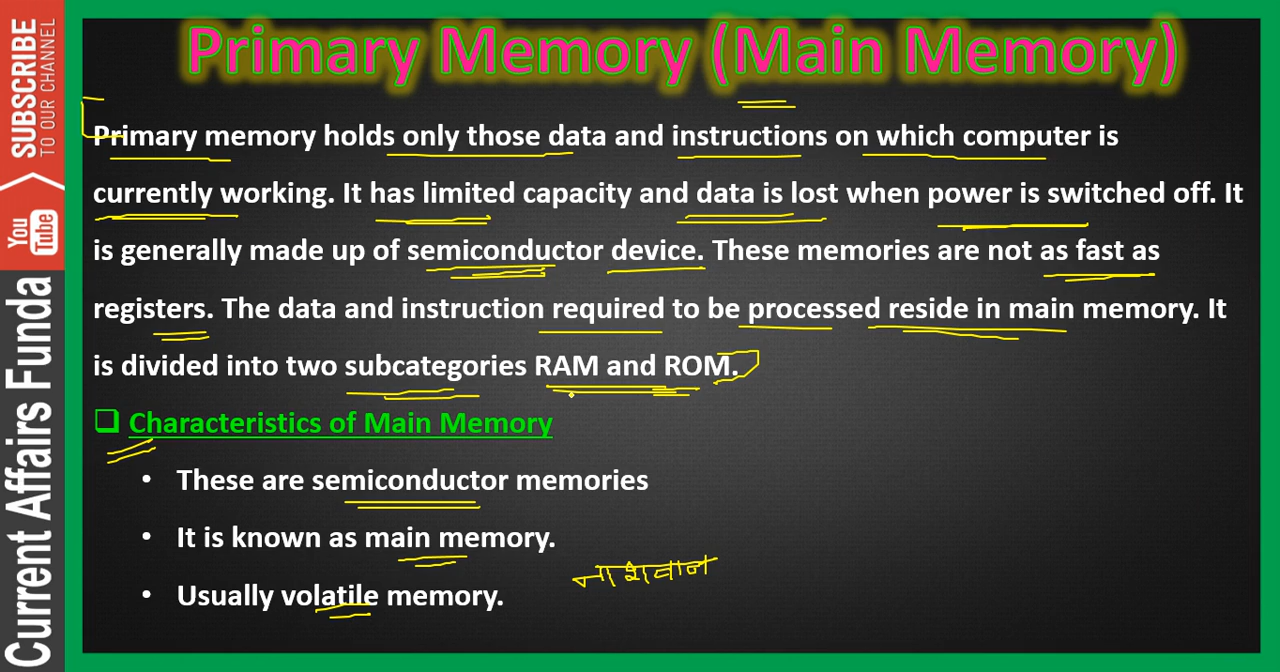 Primary Memory (Main Memory)
Primary memory holds only those data and instructions on which computer is
currently working. It has limited capacity and data is lost when power is switched off. It
is generally made up of semiconductor device. These memories are not as fast as
registers. The data and instruction required to be processed reside in main memory. It
is divided into two subcategories RAM and ROM.
Characteristics of Main Memory
• These are semiconductor memories
• It is known as main memory.
• Usually volatile memory.
नाशवान
SUBSCRIBE
TO OUR CHANNEL
You
Tube
Current Affairs Funda